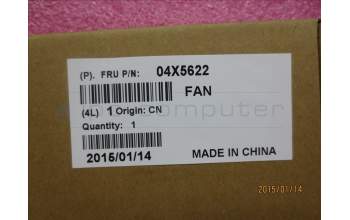 (P). FRU P/N: 04X5622
FAN
(4L) 1 Origin: CN
Quantity: 1
2015/01/14 MADE IN CHINA
2015/01/14